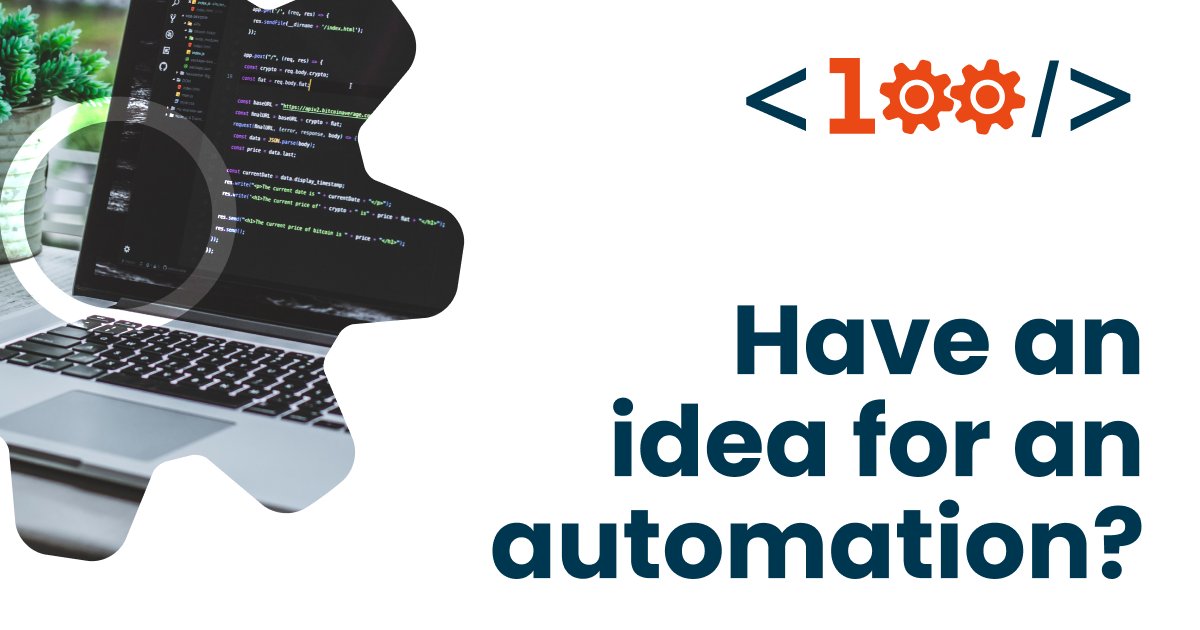 app.get("/", (req, res) => {
res.sendFile(__dirname + "/index.html");
});
app.post("/", (req, res) => {
const crypto = req.body.crypto;
const fiat = req.body.fiat;
const baseURL = "https://apiv2.bitcoinaverage.co
const finalURL = baseURL + crypto + fiat;
request(finalURL, (error, response, body) => {
const data = JSON.parse(body);
const price = data.last;
const currentDate = data.display_timestamp;
res.write("<p>The current date is " + currentDate + "</p>");
res.write("<h1>The current price of" + crypto + " is" + price + fiat + "</h1>");
res.send("<h1>The current price of bitcoin is " + price + "</h1>");
res.send();
});
});
<100/>
Have an
idea for an
automation?